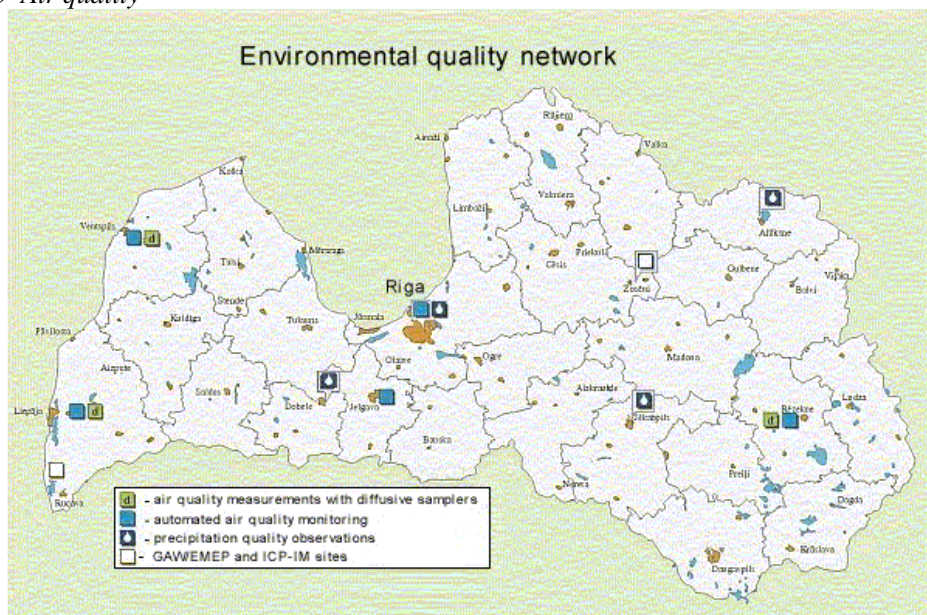 Air quality
Environmental quality network
Rūjiena
Ainaži
Valka
Kolka
Valmiera
Limbaži
Alūksne
Ventspils
Mērsrags
Cēsis
Priekuļi
Talsi
Gulbene
Zosēni
Balvi
Riga
Stende
Kuldīga
Tukums
Jūrmala
Pāvilosta
Madona
Olaine
Ogre
Aizpute
Saldus
Dobele
Jelgava
Aizkraukle
Jēkabpils
Rēzekne
Ludza
Liepāja
Bauska
Preiļi
Rucava
Dagda
Krāslava
Daugavpils
d - air quality measurements with diffusive samplers
- automated air quality monitoring
- precipitation quality observations
- GAW/EMEP and ICP-IM sites